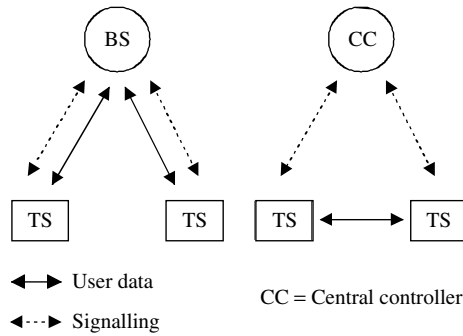 BS
CC
TS
TS
TS
TS
User data
Signalling
CC = Central controller